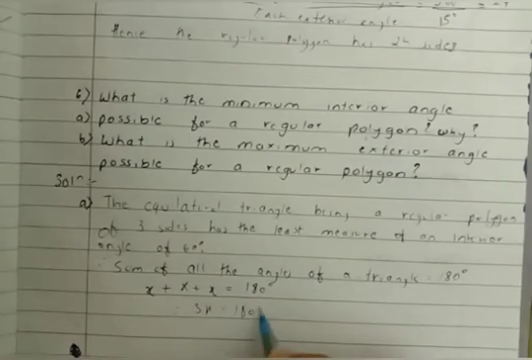 Each exterior angle 15°
Hence he regular polygon has 24 sides
6) What is the minimum interior angle
a) possible for a regular polygon? why?
b) What is the maximum exterior angle
possible for a regular polygon?
Soln:-
a) The equilateral triangle being a regular polygon
of 3 sides has the least measure of an interior
angle of 60°.
Sum of all the angles of a triangle = 180°
x + x + x = 180°
3x = 180